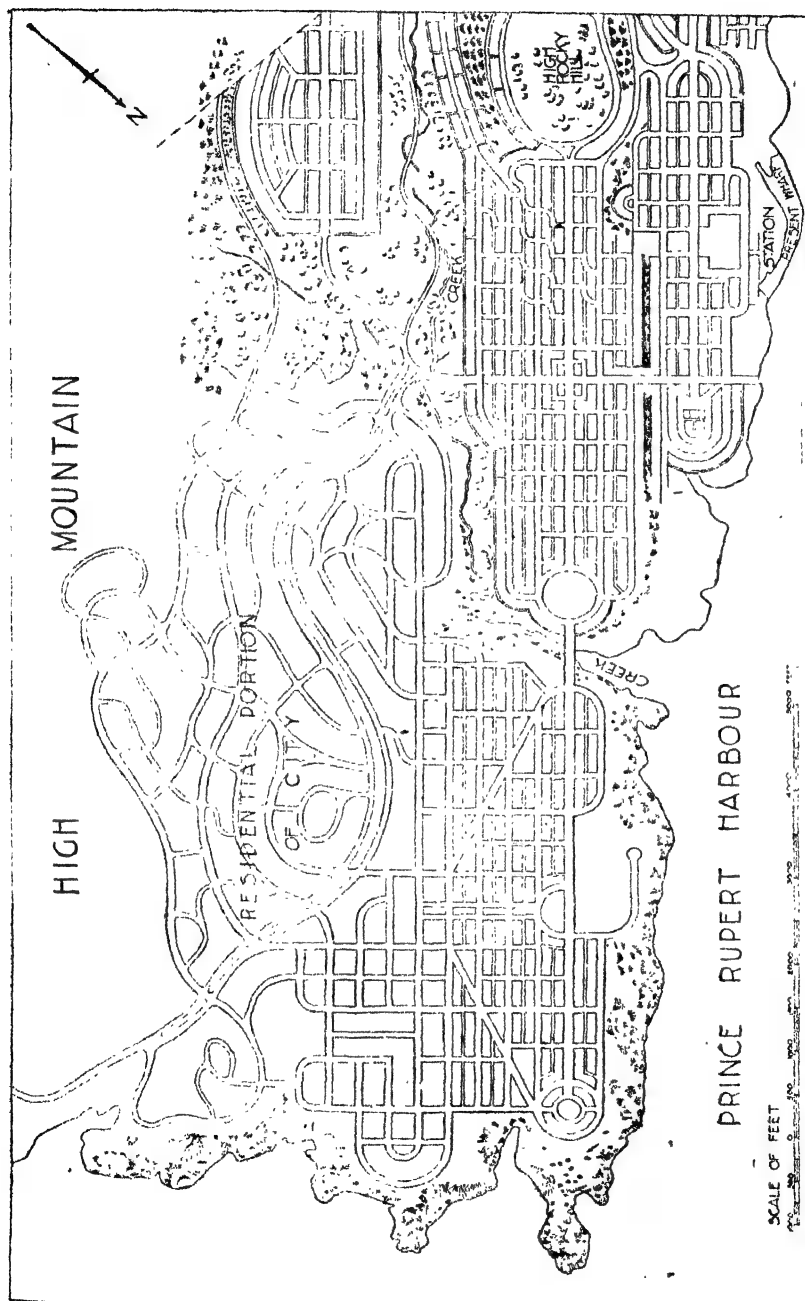 N
HIGH MOUNTAIN
RESIDENTIAL PORTION
OF CITY
CREEK
HIGH
ROCKY
HILL
STATION
PRESENT WHARF
CREEK
PRINCE RUPERT HARBOUR
SCALE OF FEET